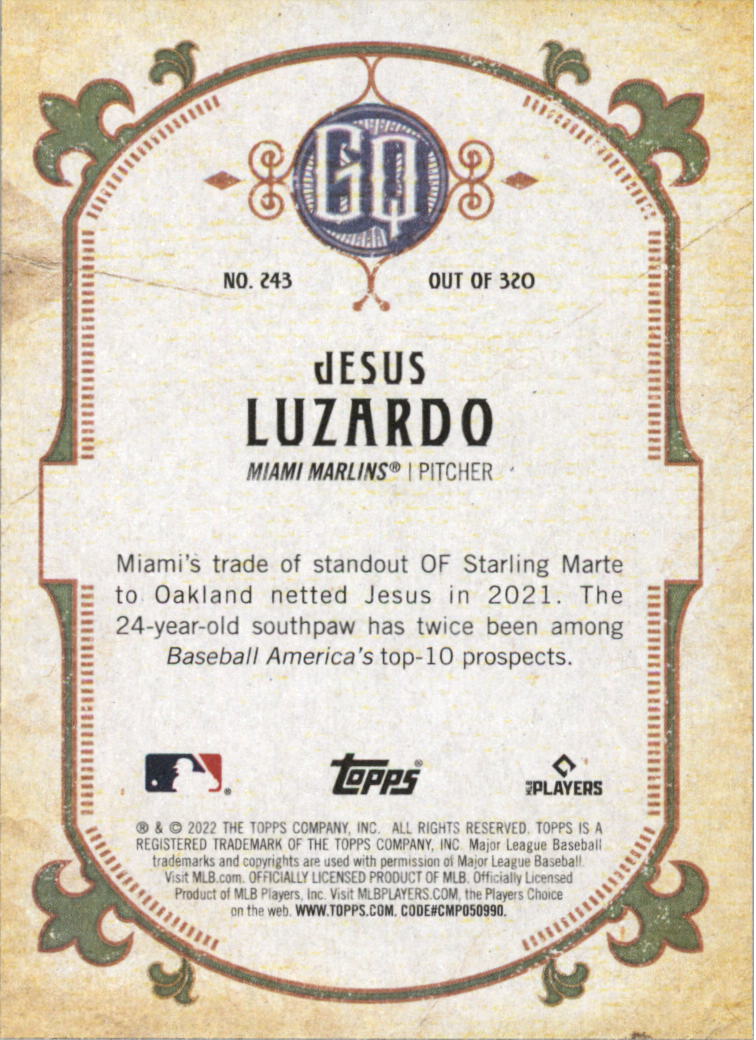 GQ
NO. 243 OUT OF 320
JESUS
LUZARDO
MIAMI MARLINS® | PITCHER
Miami's trade of standout OF Starling Marte
to Oakland netted Jesus in 2021. The
24-year-old southpaw has twice been among
Baseball America's top-10 prospects.
® Topps® MLB PLAYERS
® & © 2022 THE TOPPS COMPANY, INC. ALL RIGHTS RESERVED. TOPPS IS A
REGISTERED TRADEMARK OF THE TOPPS COMPANY, INC. Major League Baseball
trademarks and copyrights are used with permission of Major League Baseball.
Visit MLB.com. OFFICIALLY LICENSED PRODUCT OF MLB. Officially Licensed
Product of MLB Players, Inc. Visit MLBPLAYERS.COM, the Players Choice
on the web. WWW.TOPPS.COM. CODE#CMP050990.